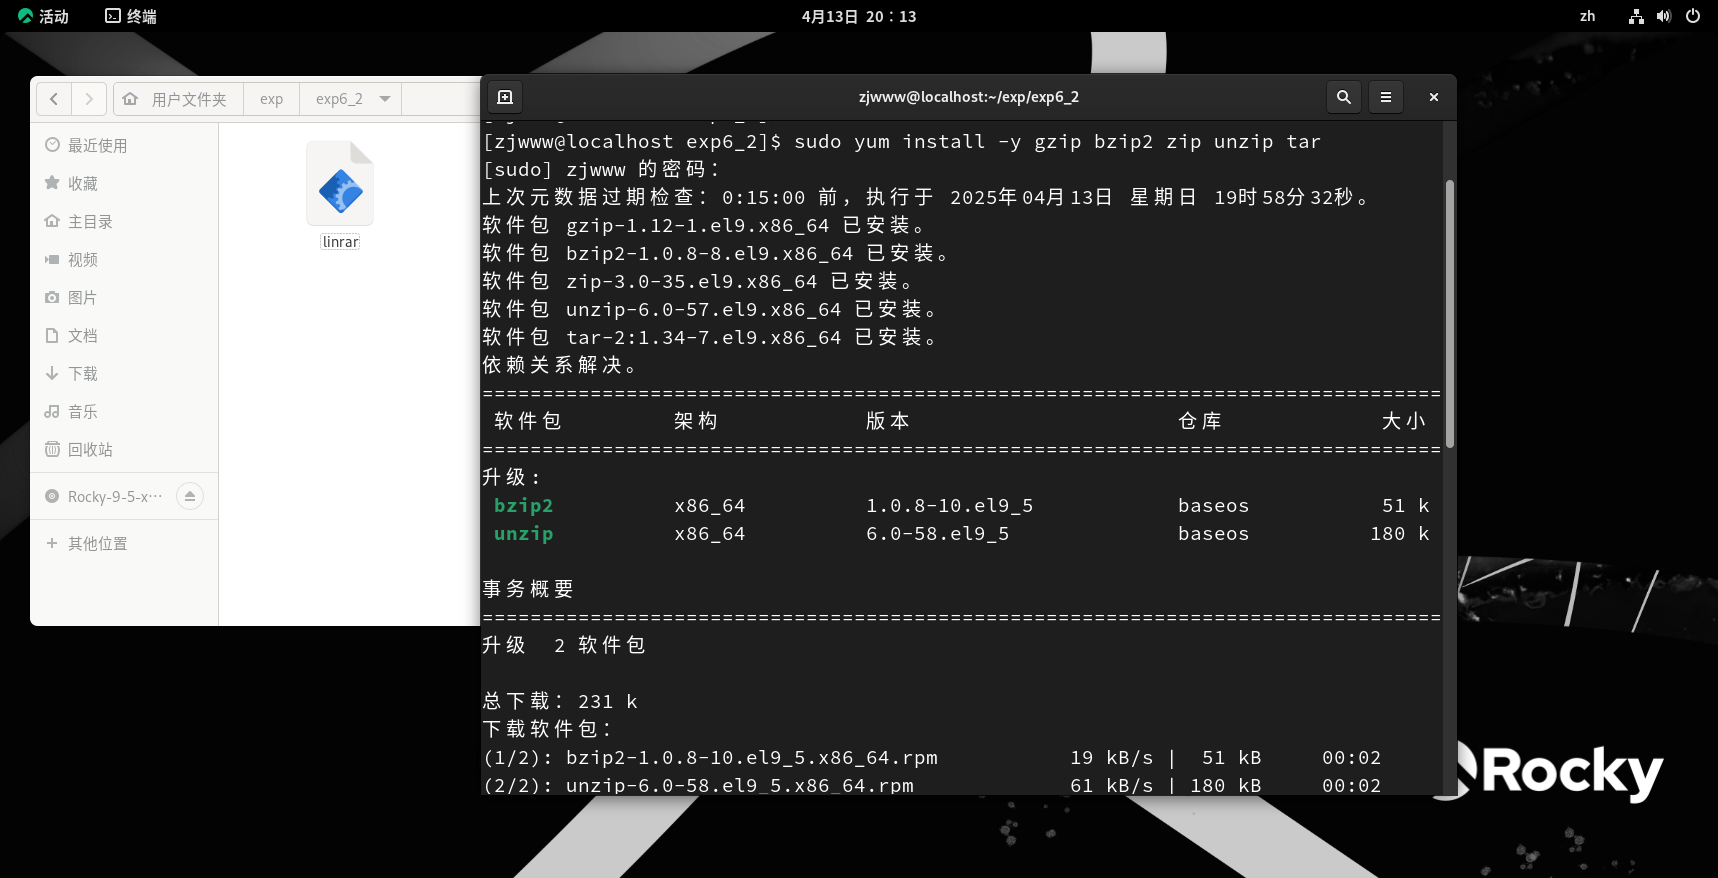 活动 终端 4月13日 20：13 zh
用户文件夹 exp exp6_2
最近使用
收藏
主目录
视频
图片
文档
下载
音乐
回收站
Rocky-9-5-x…
其他位置
linrar
zjwww@localhost:~/exp/exp6_2
[zjwww@localhost exp6_2]$ sudo yum install -y gzip bzip2 zip unzip tar
[sudo] zjwww 的密码：
上次元数据过期检查：0:15:00 前，执行于 2025年04月13日 星期日 19时58分32秒。
软件包 gzip-1.12-1.el9.x86_64 已安装。
软件包 bzip2-1.0.8-8.el9.x86_64 已安装。
软件包 zip-3.0-35.el9.x86_64 已安装。
软件包 unzip-6.0-57.el9.x86_64 已安装。
软件包 tar-2:1.34-7.el9.x86_64 已安装。
依赖关系解决。
================================================================================
软件包 架构 版本 仓库 大小
================================================================================
升级:
bzip2 x86_64 1.0.8-10.el9_5 baseos 51 k
unzip x86_64 6.0-58.el9_5 baseos 180 k
事务概要
================================================================================
升级 2 软件包
总下载：231 k
下载软件包：
(1/2): bzip2-1.0.8-10.el9_5.x86_64.rpm 19 kB/s | 51 kB 00:02
(2/2): unzip-6.0-58.el9_5.x86_64.rpm 61 kB/s | 180 kB 00:02
Rocky